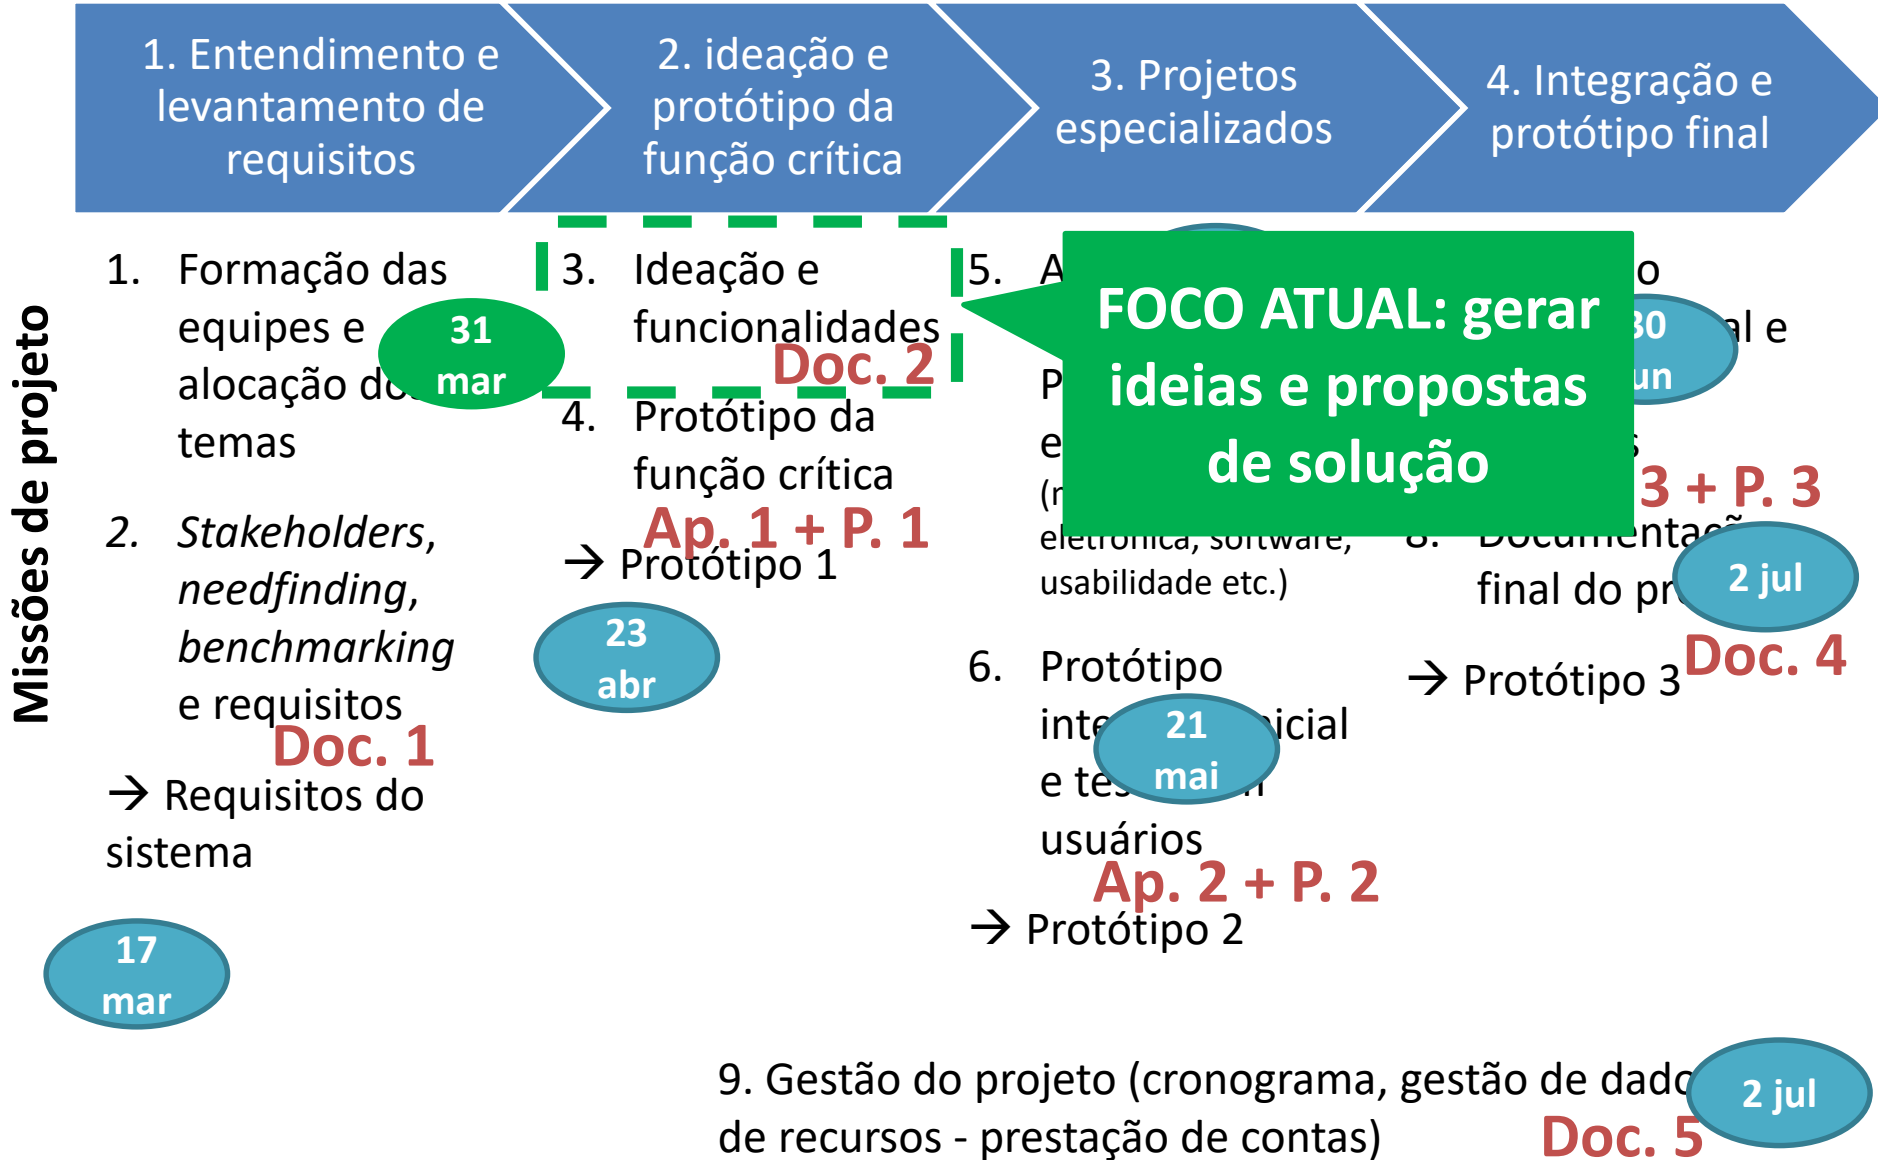 1. Entendimento e
levantamento de
requisitos
2. ideação e
protótipo da
função crítica
3. Projetos
especializados
4. Integração e
protótipo final
Missões de projeto
1. Formação das
equipes e
alocação
temas
31
mar
2. Stakeholders,
needfinding,
benchmarking
e requisitos
Doc. 1
→ Requisitos do
sistema
17
mar
3. Ideação e
funcionalidades
Doc. 2
4. Protótipo da
função crítica
Ap. 1 + P. 1
→ Protótipo 1
23
abr
5.
FOCO ATUAL: gerar
ideias e propostas
de solução
eletrônica, software,
usabilidade etc.)
6. Protótipo
e
usuários
21
mai
Ap. 2 + P. 2
→ Protótipo 2
e
3 + P. 3
8.
final do
2 jul
Doc. 4
→ Protótipo 3
9. Gestão do projeto (cronograma, gestão de
de recursos - prestação de contas)
2 jul
Doc. 5